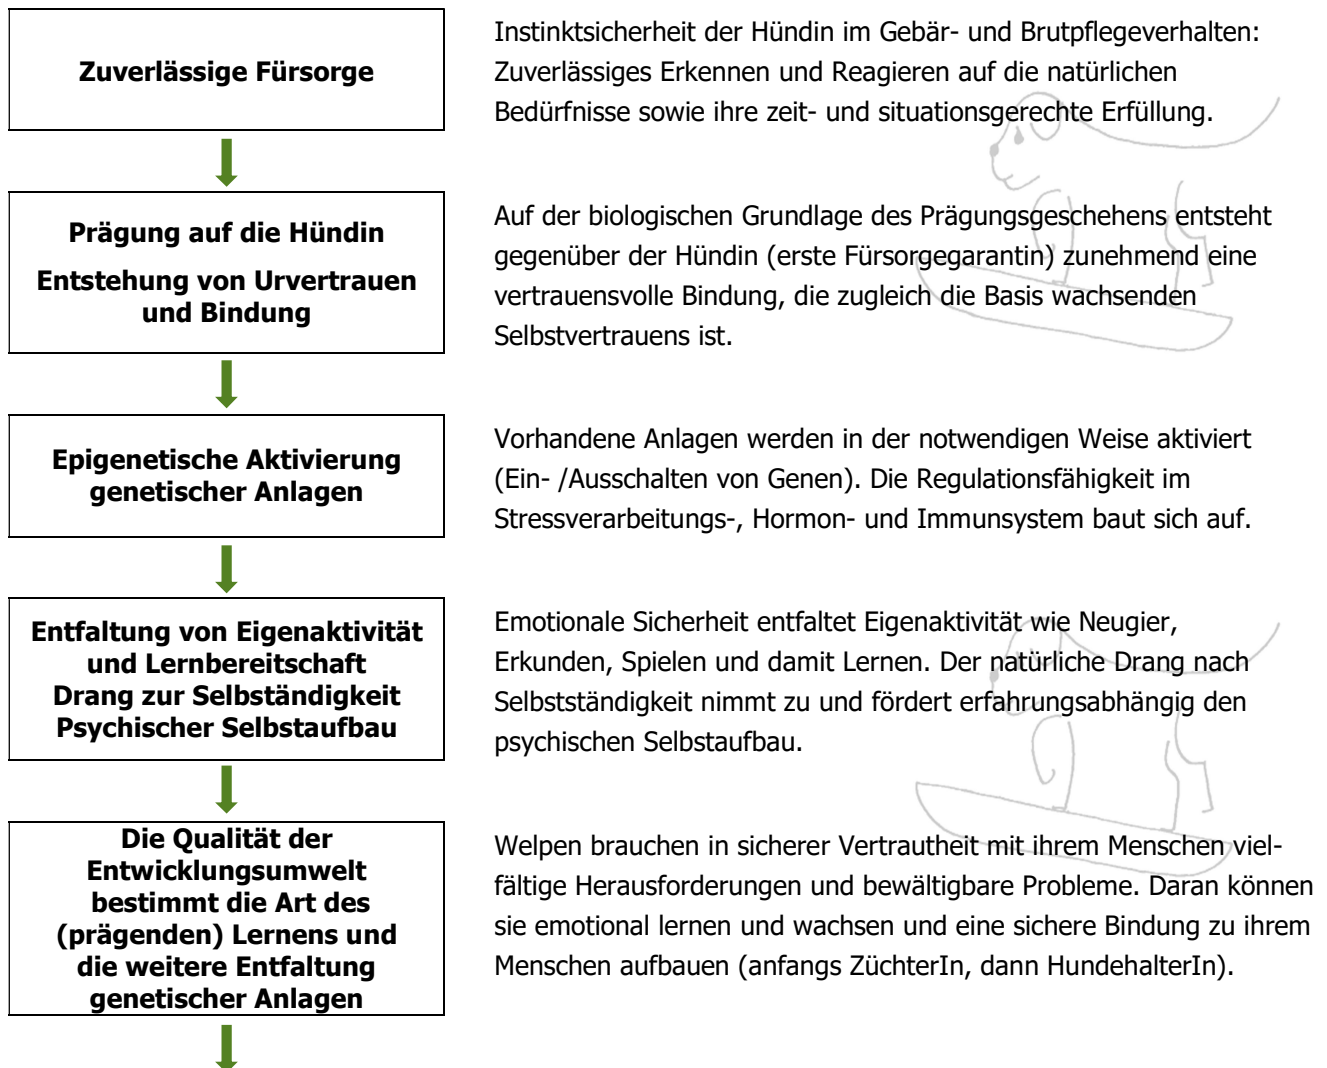 Zuverlässige Fürsorge
Instinktsicherheit der Hündin im Gebär- und Brutpflegeverhalten:
Zuverlässiges Erkennen und Reagieren auf die natürlichen
Bedürfnisse sowie ihre zeit- und situationsgerechte Erfüllung.
Prägung auf die Hündin
Entstehung von Urvertrauen
und Bindung
Auf der biologischen Grundlage des Prägungsgeschehens entsteht
gegenüber der Hündin (erste Fürsorgegarantin) zunehmend eine
vertrauensvolle Bindung, die zugleich die Basis wachsenden
Selbstvertrauens ist.
Epigenetische Aktivierung
genetischer Anlagen
Vorhandene Anlagen werden in der notwendigen Weise aktiviert
(Ein- /Ausschalten von Genen). Die Regulationsfähigkeit im
Stressverarbeitungs-, Hormon- und Immunsystem baut sich auf.
Entfaltung von Eigenaktivität
und Lernbereitschaft
Drang zur Selbständigkeit
Psychischer Selbstaufbau
Emotionale Sicherheit entfaltet Eigenaktivität wie Neugier,
Erkunden, Spielen und damit Lernen. Der natürliche Drang nach
Selbstständigkeit nimmt zu und fördert erfahrungsabhängig den
psychischen Selbstaufbau.
Die Qualität der
Entwicklungsumwelt
bestimmt die Art des
(prägenden) Lernens und
die weitere Entfaltung
genetischer Anlagen
Welpen brauchen in sicherer Vertrautheit mit ihrem Menschen viel-
fältige Herausforderungen und bewältigbare Probleme. Daran können
sie emotional lernen und wachsen und eine sichere Bindung zu ihrem
Menschen aufbauen (anfangs ZüchterIn, dann HundehalterIn).